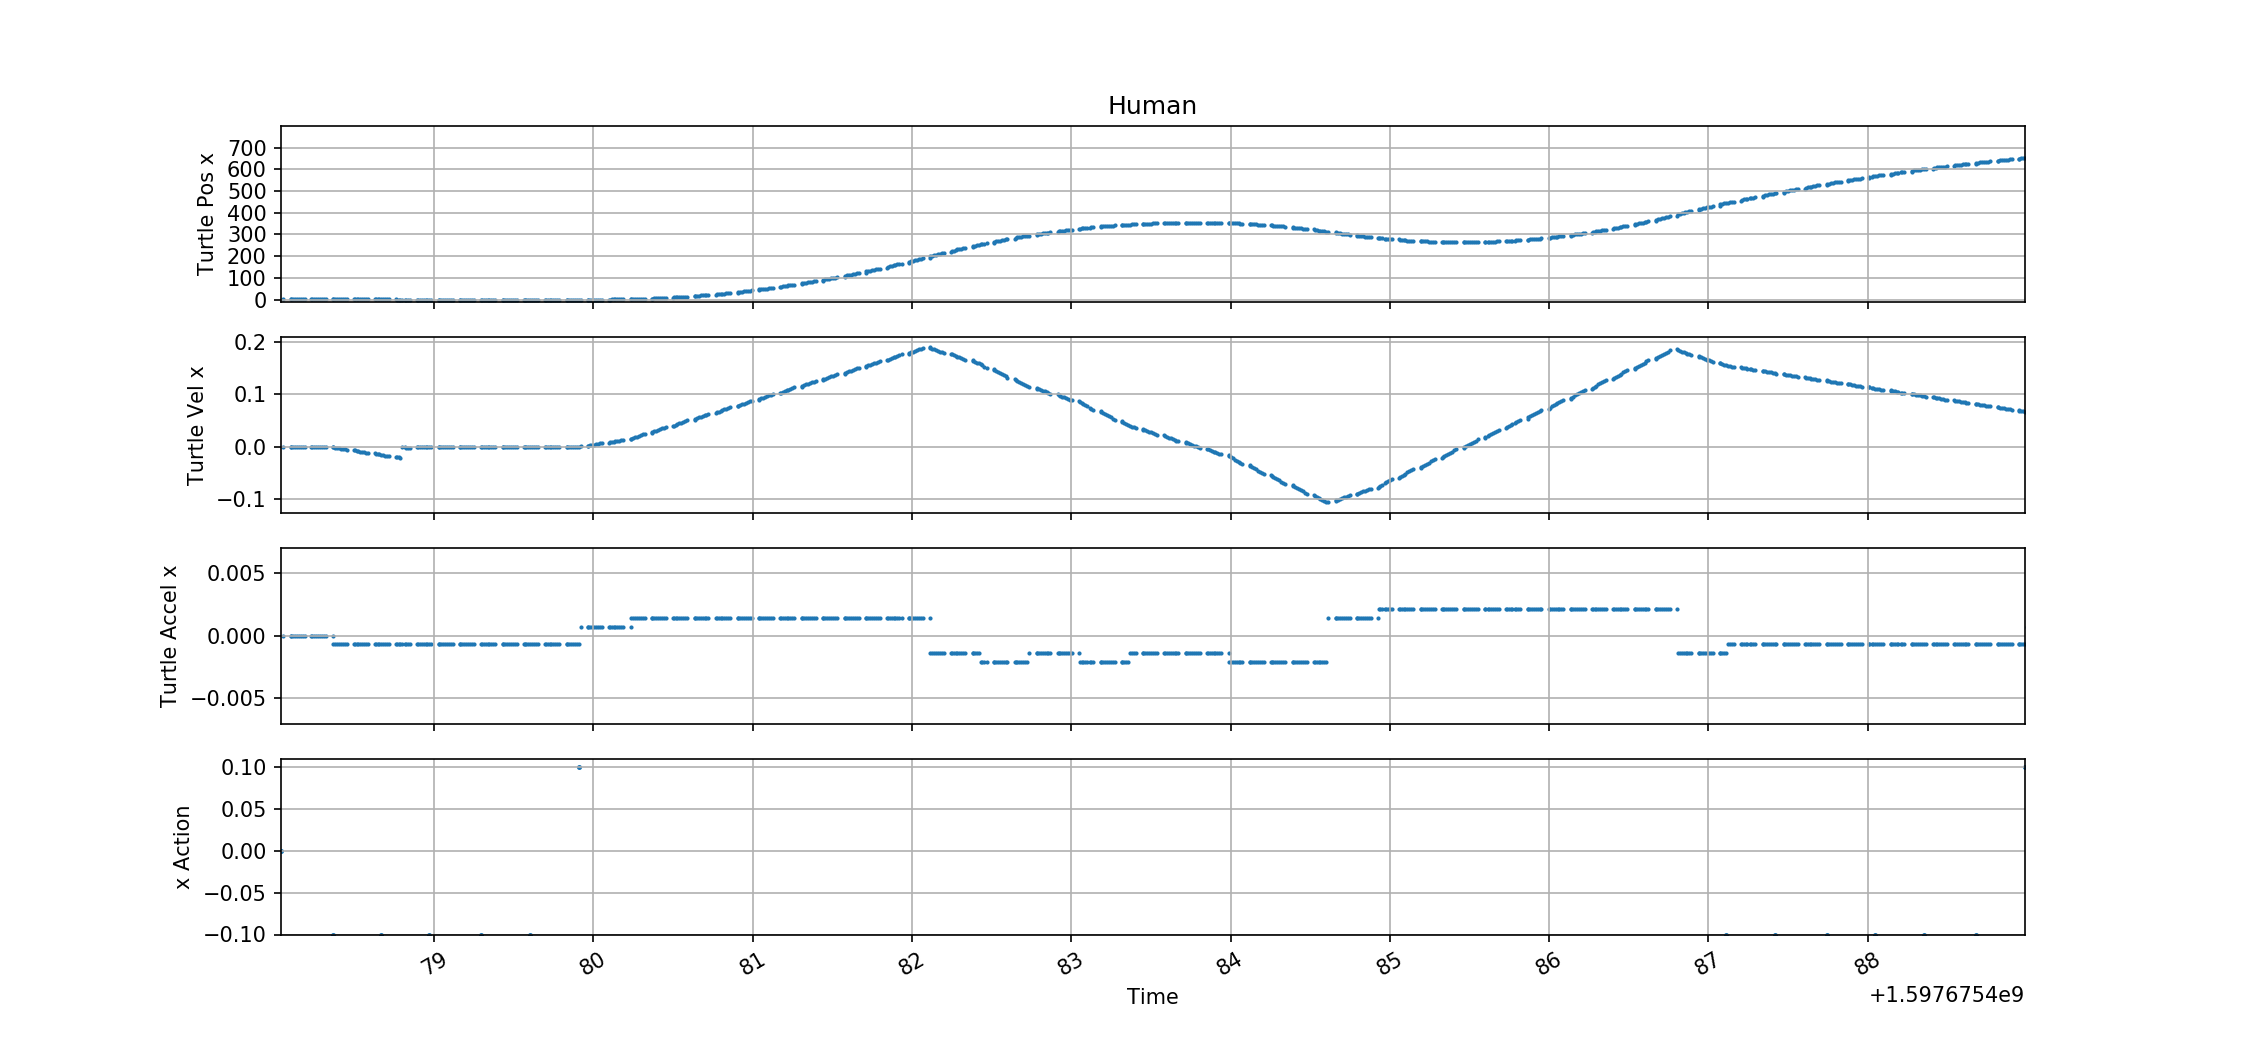 Human
Turtle Pos x
700
600
500
400
300
200
100
0
Turtle Vel x
0.2
0.1
0.0
−0.1
Turtle Accel x
0.005
0.000
−0.005
x Action
0.10
0.05
0.00
−0.05
−0.10
79 80 81 82 83 84 85 86 87 88
Time
+1.5976754e9